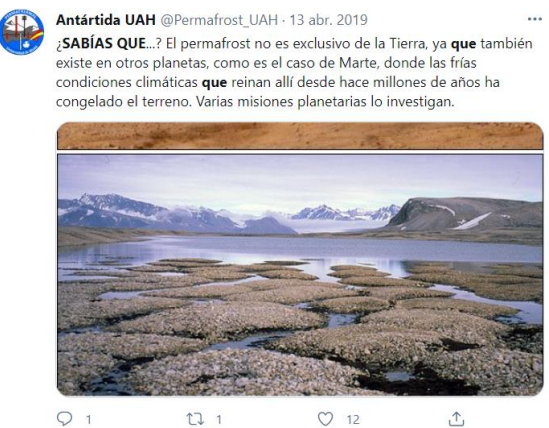 Antártida UAH @Permafrost_UAH · 13 abr. 2019
¿SABÍAS QUE...? El permafrost no es exclusivo de la Tierra, ya que también
existe en otros planetas, como es el caso de Marte, donde las frías
condiciones climáticas que reinan allí desde hace millones de años ha
congelado el terreno. Varias misiones planetarias lo investigan.
1 1 12